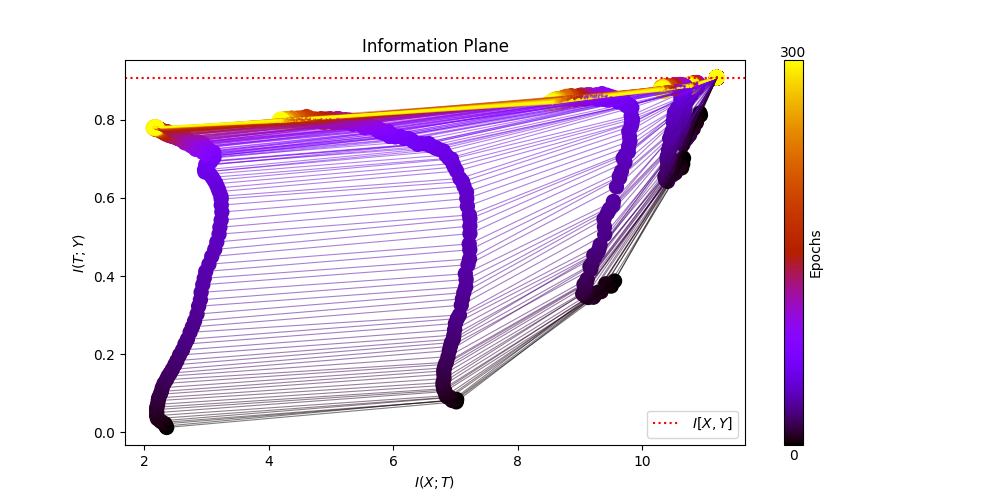 Information Plane
300
0.8
0.6
0.4
0.2
0.0
I(T; Y)
2
4
6
8
10
I(X; T)
I[X, Y]
Epochs
0